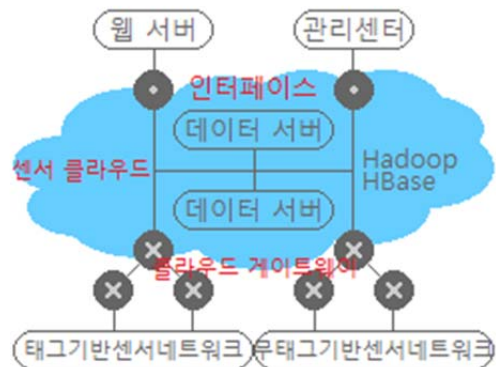 웹 서버
관리센터
인터페이스
데이터 서버
센서 클라우드
Hadoop
HBase
데이터 서버
클라우드 게이트웨이
태그기반센서네트워크
무태그기반센서네트워크